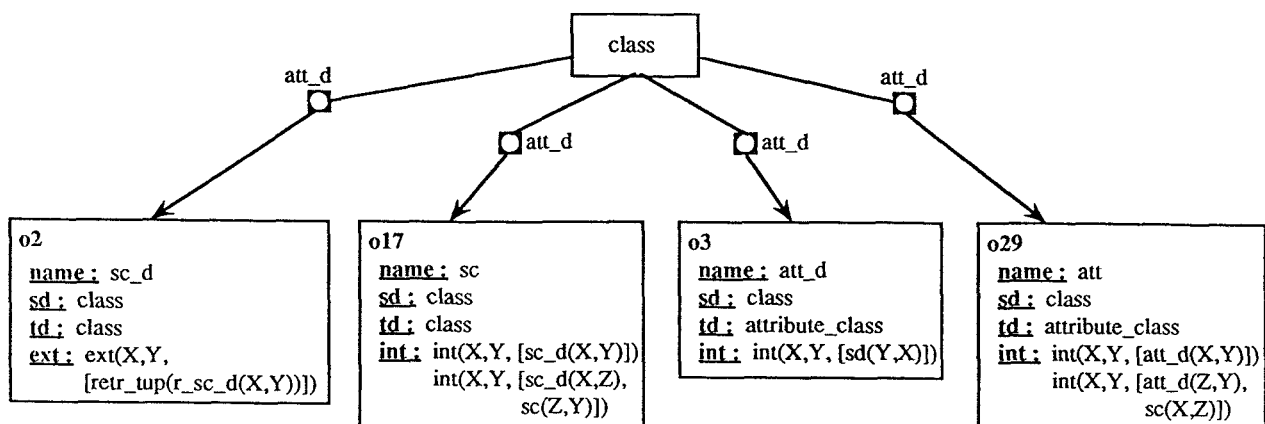 class
att_d
att_d
att_d
att_d
o2
name: sc_d
sd: class
td: class
ext: ext(X,Y,
[retr_tup(r_sc_d(X,Y))])
o17
name: sc
sd: class
td: class
int: int(X,Y, [sc_d(X,Y)])
int(X,Y, [sc_d(X,Z),
sc(Z,Y)])
o3
name: att_d
sd: class
td: attribute_class
int: int(X,Y, [sd(Y,X)])
o29
name: att
sd: class
td: attribute_class
int: int(X,Y, [att_d(X,Y)])
int(X,Y, [att_d(Z,Y),
sc(X,Z)])